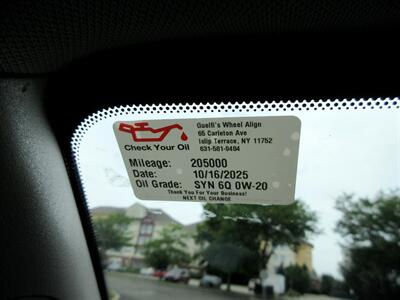 Guelfi's Wheel Align
65 Carleton Ave
Islip Terrace, NY 11752
631-581-9494
Check Your Oil
Mileage: 205000
Date: 10/16/2025
Oil Grade: SYN 6Q 0W-20
Thank You For Your Business!
NEXT OIL CHANGE